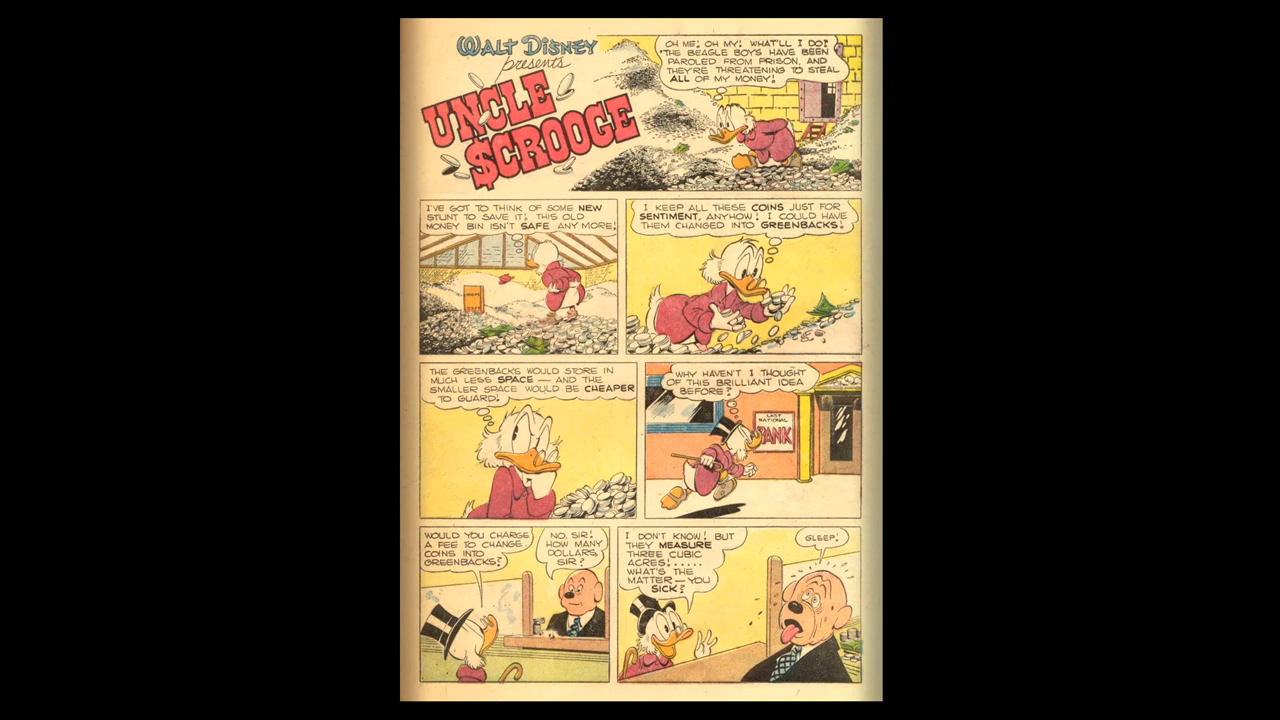 WALT DISNEY
presents
UNCLE
$CROOGE
OH ME! OH MY! WHAT'LL I DO?
THE BEAGLE BOYS HAVE BEEN
PAROLED FROM PRISON, AND
THEY'RE THREATENING TO STEAL
ALL OF MY MONEY!
I'VE GOT TO THINK OF SOME NEW
STUNT TO SAVE IT! THIS OLD
MONEY BIN ISN'T SAFE ANY MORE!
I KEEP ALL THESE COINS JUST FOR
SENTIMENT, ANYHOW! I COULD HAVE
THEM CHANGED INTO GREENBACKS!
THE GREENBACKS WOULD STORE IN
MUCH LESS SPACE — AND THE
SMALLER SPACE WOULD BE CHEAPER
TO GUARD!
WHY HAVEN'T I THOUGHT
OF THIS BRILLIANT IDEA
BEFORE?
LAST
NATIONAL
BANK
WOULD YOU CHARGE
A FEE TO CHANGE
COINS INTO
GREENBACKS?
NO, SIR!
HOW MANY
DOLLARS,
SIR?
I DON'T KNOW! BUT
THEY MEASURE
THREE CUBIC
ACRES!.....
WHAT'S THE
MATTER — YOU
SICK?
GLEEP!